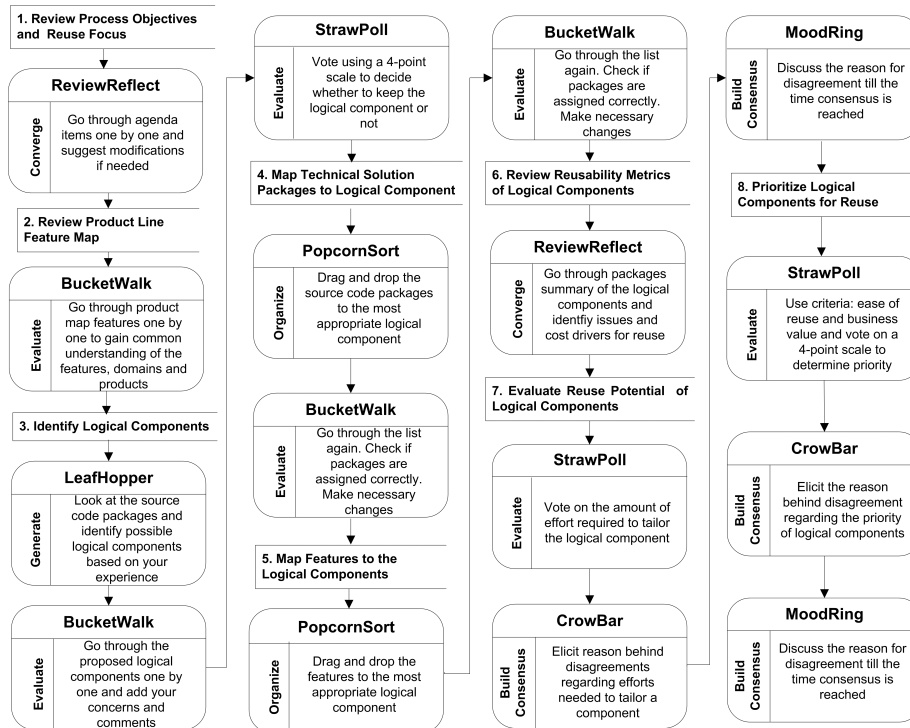 1. Review Process Objectives
and Reuse Focus
ReviewReflect
Converge
Go through agenda
items one by one and
suggest modifications
if needed
2. Review Product Line
Feature Map
BucketWalk
Evaluate
Go through product
map features one by
one to gain common
understanding of the
features, domains and
products
3. Identify Logical Components
LeafHopper
Generate
Look at the source
code packages and
identify possible
logical components
based on your
experience
BucketWalk
Evaluate
Go through the
proposed logical
components one by
one and add your
concerns and
comments
StrawPoll
Evaluate
Vote using a 4-point
scale to decide
whether to keep the
logical component or
not
4. Map Technical Solution
Packages to Logical Component
PopcornSort
Organize
Drag and drop the
source code packages
to the most
appropriate logical
component
BucketWalk
Evaluate
Go through the list
again. Check if
packages are
assigned correctly.
Make necessary
changes
5. Map Features to the
Logical Components
PopcornSort
Organize
Drag and drop the
features to the most
appropriate logical
component
BucketWalk
Evaluate
Go through the list
again. Check if
packages are
assigned correctly.
Make necessary
changes
6. Review Reusability Metrics
of Logical Components
ReviewReflect
Converge
Go through packages
summary of the logical
components and
identfiy issues and
cost drivers for reuse
7. Evaluate Reuse Potential of
Logical Components
StrawPoll
Evaluate
Vote on the amount of
effort required to tailor
the logical component
CrowBar
Build
Consensus
Elicit reason behind
disagreements
regarding efforts
needed to tailor a
component
MoodRing
Build
Consensus
Discuss the reason for
disagreement till the
time consensus is
reached
8. Prioritize Logical
Components for Reuse
StrawPoll
Evaluate
Use criteria: ease of
reuse and business
value and vote on a
4-point scale to
determine priority
CrowBar
Build
Consensus
Elicit the reason
behind disagreement
regarding the priority
of logical components
MoodRing
Build
Consensus
Discuss the reason for
disagreement till the
time consensus is
reached